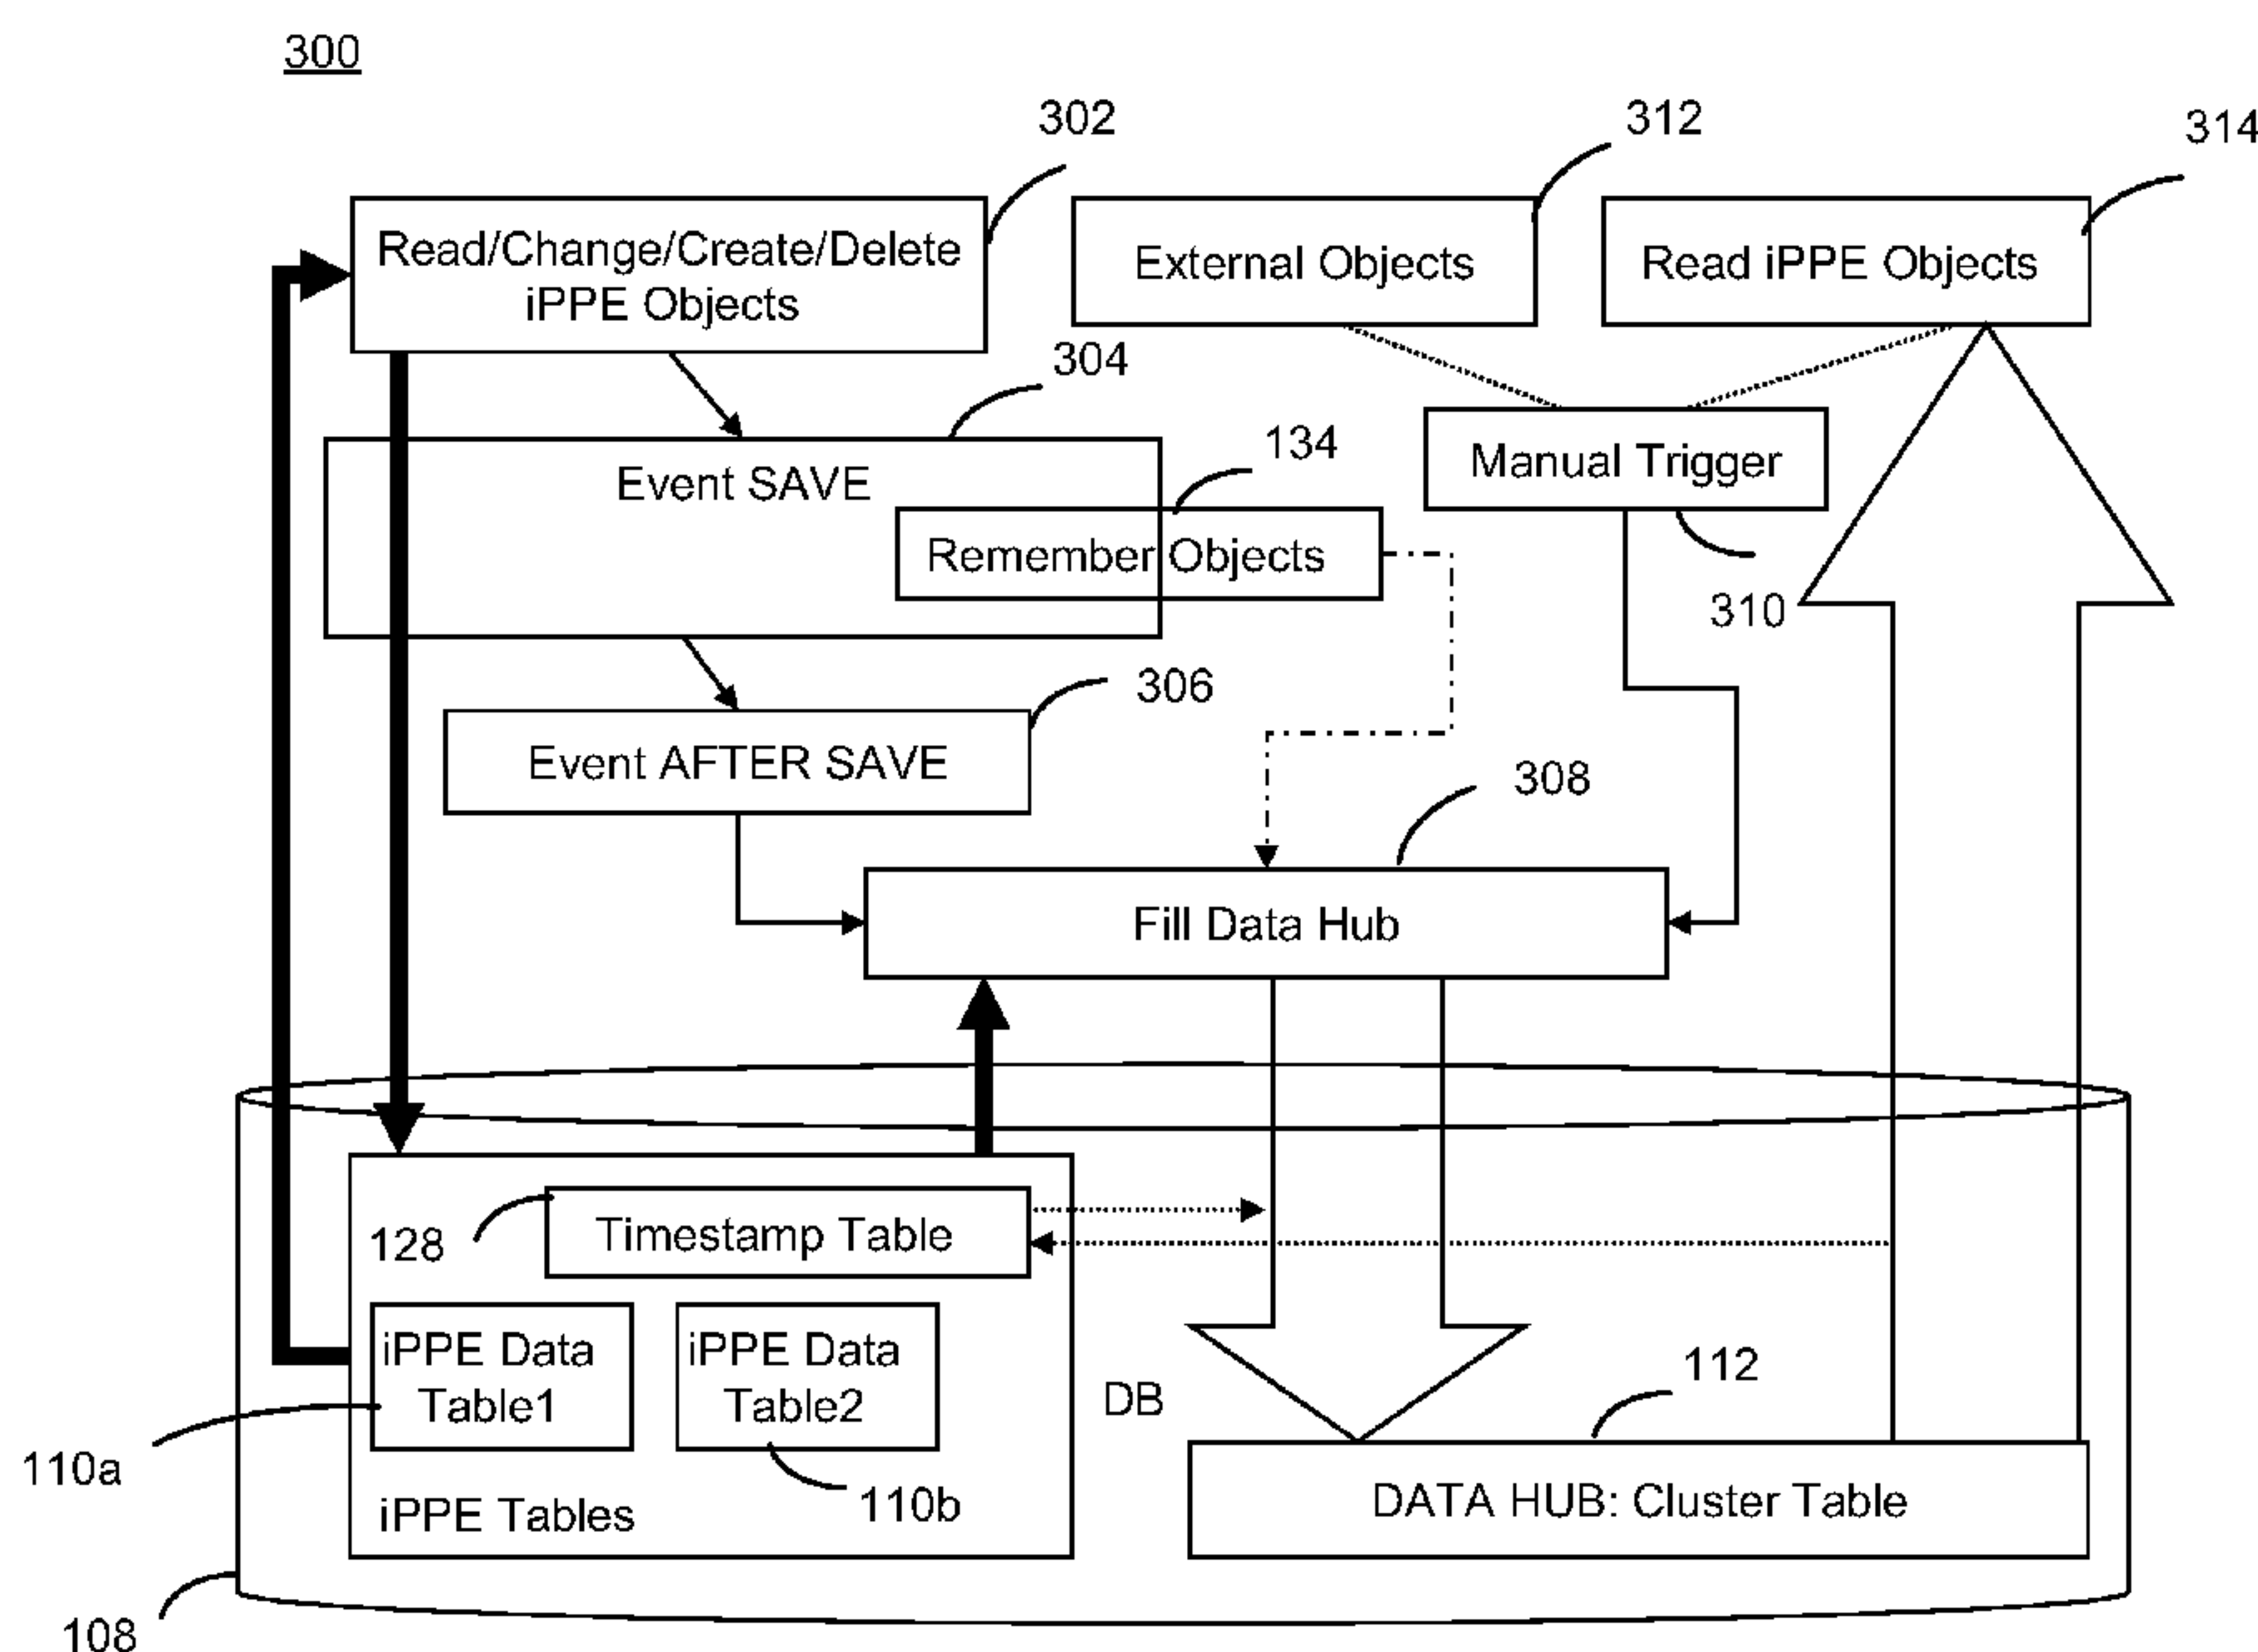 300
302
312
314
Read/Change/Create/Delete
iPPE Objects
External Objects
Read iPPE Objects
304
134
Event SAVE
Manual Trigger
Remember Objects
310
306
Event AFTER SAVE
308
Fill Data Hub
128
Timestamp Table
iPPE Data
Table1
iPPE Data
Table2
DB
112
110a
110b
iPPE Tables
DATA HUB: Cluster Table
108